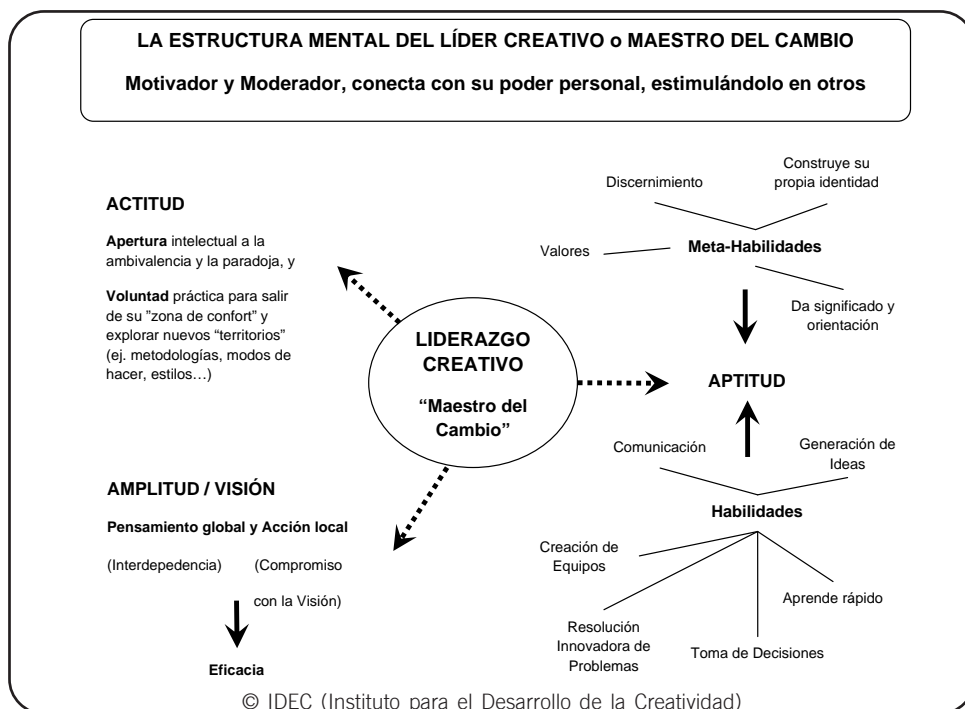 LA ESTRUCTURA MENTAL DEL LÍDER CREATIVO o MAESTRO DEL CAMBIO
Motivador y Moderador, conecta con su poder personal, estimulándolo en otros
ACTITUD
Apertura intelectual a la
ambivalencia y la paradoja, y
Voluntad práctica para salir
de su "zona de confort" y
explorar nuevos “territorios”
(ej. metodologías, modos de
hacer, estilos…)
AMPLITUD / VISIÓN
Pensamiento global y Acción local
(Interdepedencia) (Compromiso
con la Visión)
Eficacia
LIDERAZGO
CREATIVO
“Maestro del
Cambio”
Discernimiento
Construye su
propia identidad
Valores
Meta-Habilidades
Da significado y
orientación
APTITUD
Comunicación
Generación de
Ideas
Habilidades
Creación de
Equipos
Aprende rápido
Resolución
Innovadora de
Problemas
Toma de Decisiones
© IDEC (Instituto para el Desarrollo de la Creatividad)